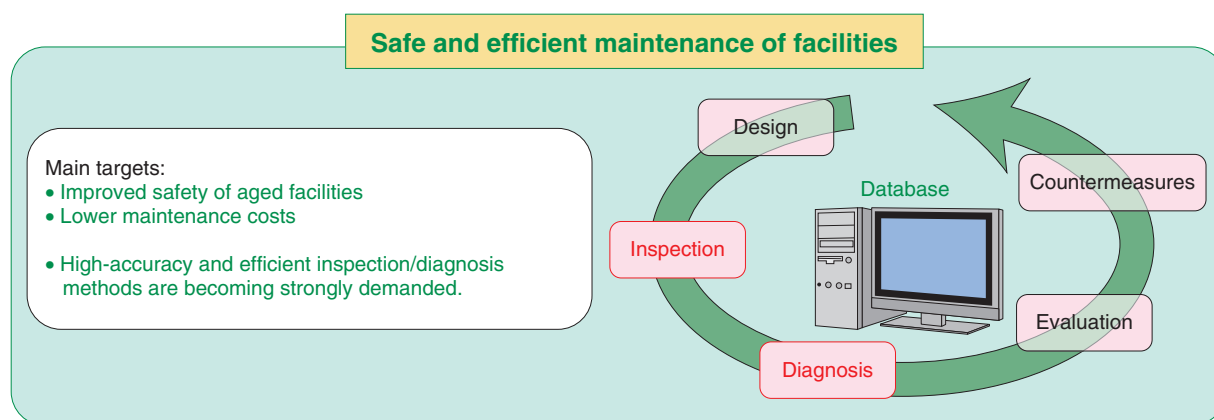 Safe and efficient maintenance of facilities
Main targets:
• Improved safety of aged facilities
• Lower maintenance costs
• High-accuracy and efficient inspection/diagnosis
methods are becoming strongly demanded.
Design
Inspection
Diagnosis
Evaluation
Countermeasures
Database